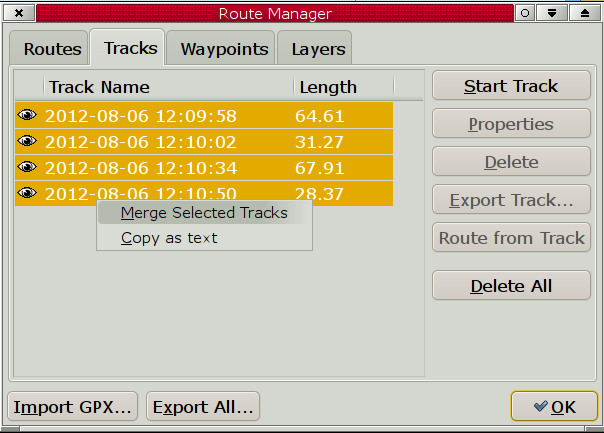 Route Manager
Routes Tracks Waypoints Layers
Track Name Length
2012-08-06 12:09:58 64.61
2012-08-06 12:10:02 31.27
2012-08-06 12:10:34 67.91
2012-08-06 12:10:50 28.37
Merge Selected Tracks
Copy as text
Start Track
Properties
Delete
Export Track...
Route from Track
Delete All
Import GPX... Export All... OK